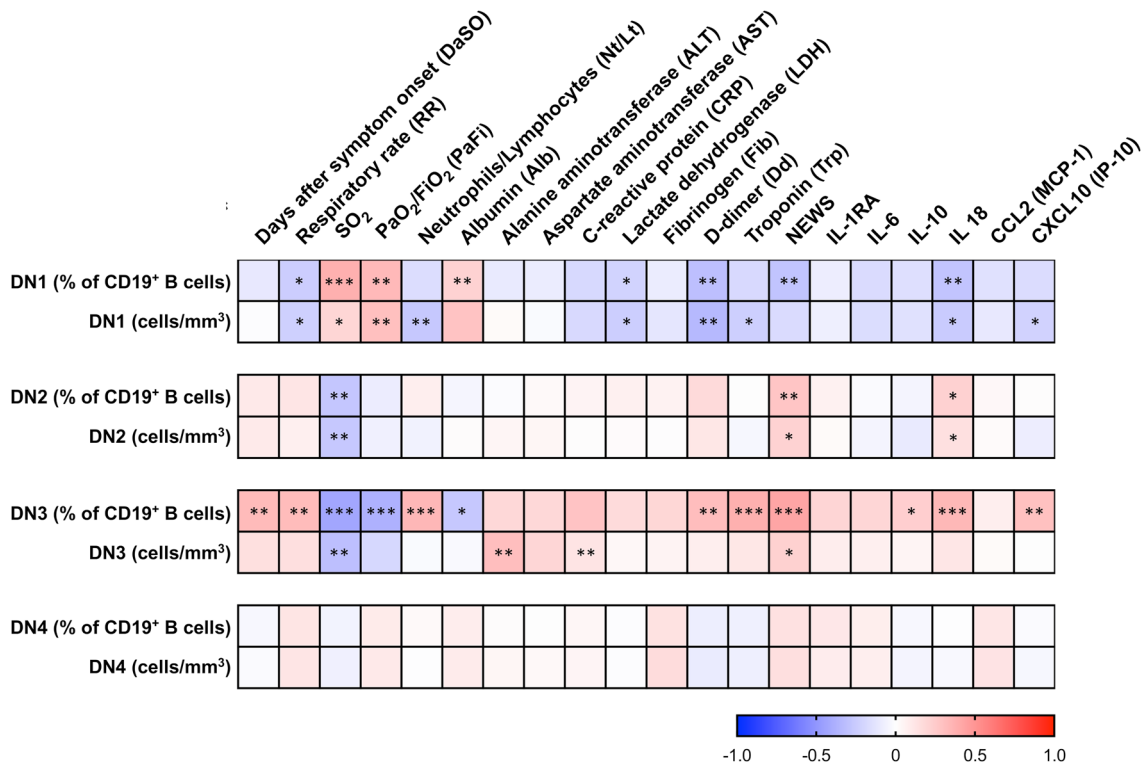 Days after symptom onset (DaSO)
Respiratory rate (RR)
SO₂
PaO₂/FiO₂ (PaFi)
Neutrophils/Lymphocytes (Nt/Lt)
Albumin (Alb)
Alanine aminotransferase (ALT)
Aspartate aminotransferase (AST)
C-reactive protein (CRP)
Lactate dehydrogenase (LDH)
Fibrinogen (Fib)
D-dimer (Dd)
Troponin (Trp)
NEWS
IL-1RA
IL-6
IL-10
IL 18
CCL2 (MCP-1)
CXCL10 (IP-10)
DN1 (% of CD19⁺ B cells) * *** ** ** * ** ** **
DN1 (cells/mm³) * * ** ** * ** * * *
DN2 (% of CD19⁺ B cells) ** ** *
DN2 (cells/mm³) ** * *
DN3 (% of CD19⁺ B cells) ** ** *** *** *** * ** *** *** * *** **
DN3 (cells/mm³) ** ** ** *
DN4 (% of CD19⁺ B cells)
DN4 (cells/mm³)
-1.0 -0.5 0 0.5 1.0